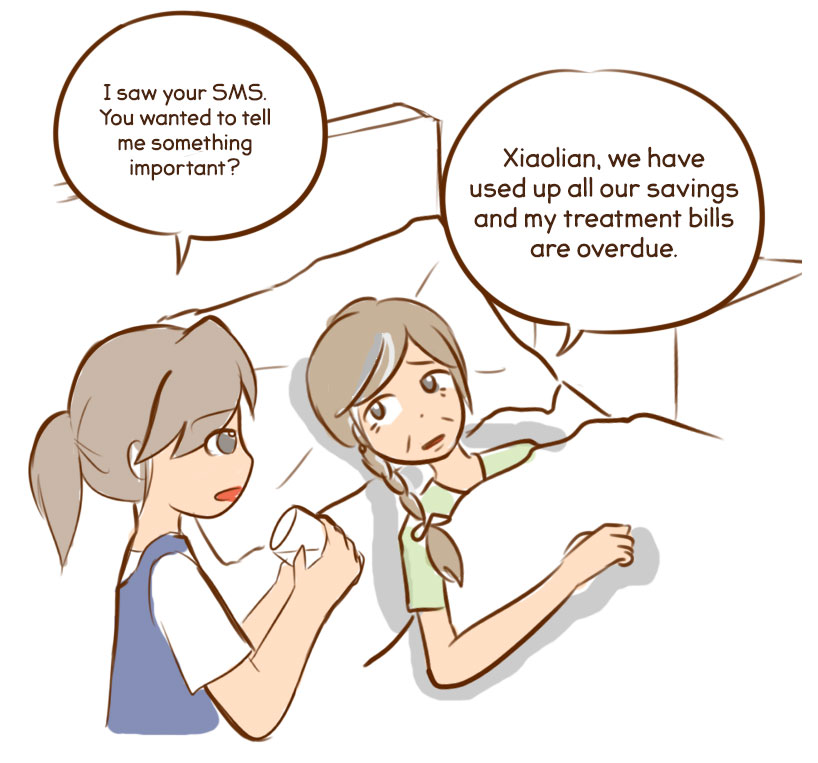 I saw your SMS.
You wanted to tell
me something
important?
Xiaolian, we have
used up all our savings
and my treatment bills
are overdue.